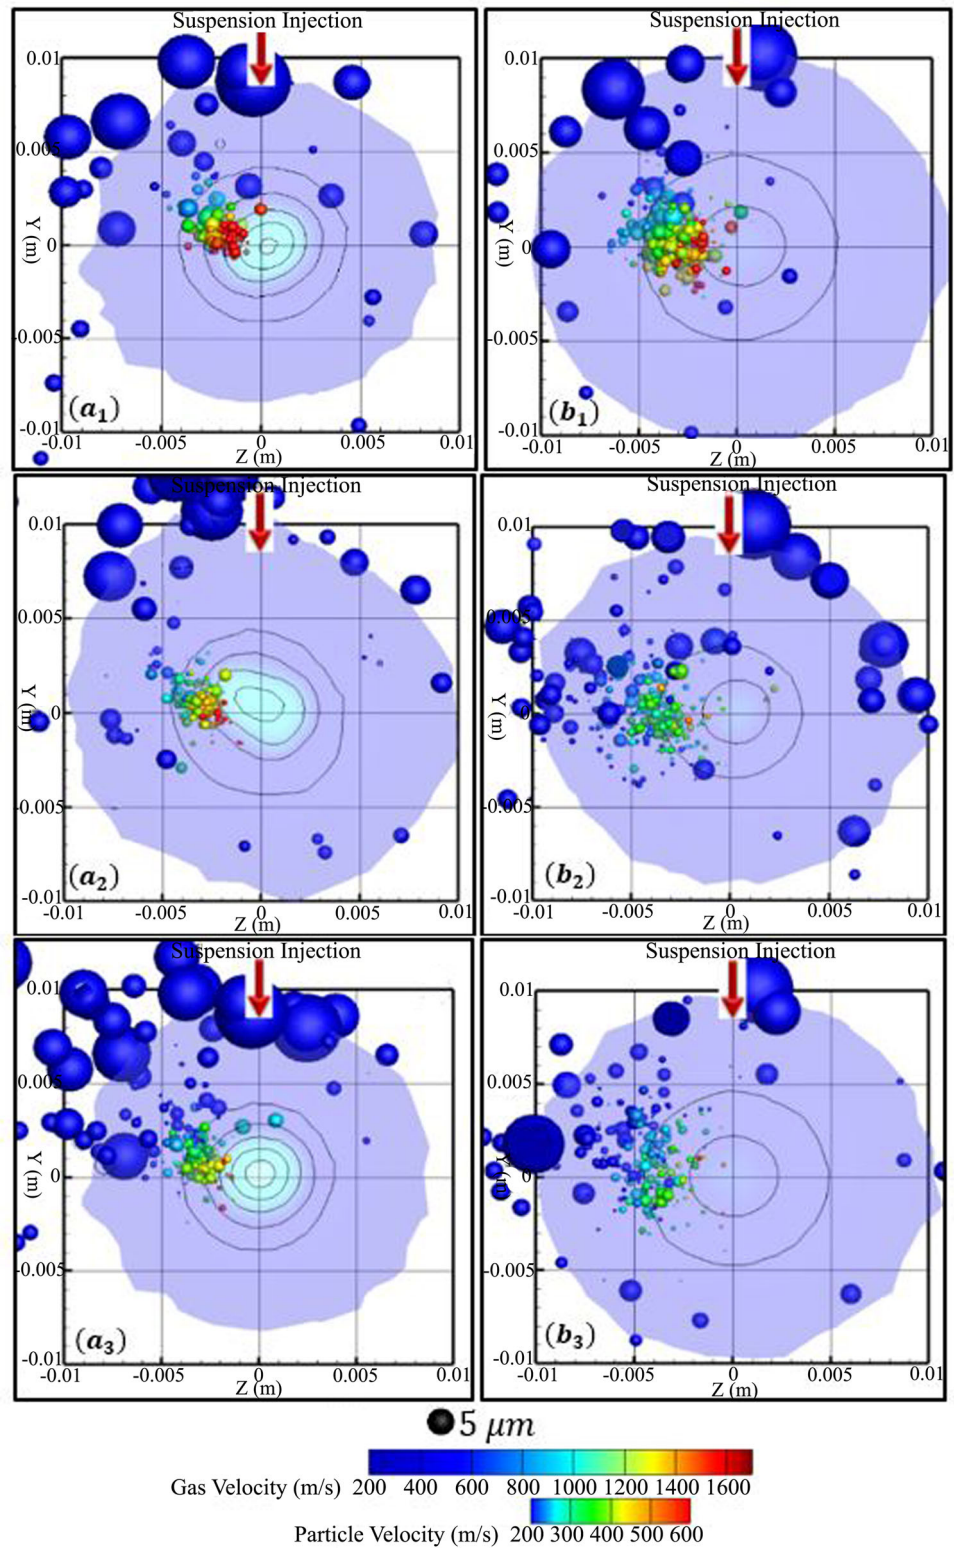 Suspension Injection
0.01
0.005
0
-0.005
-0.01
Y (m)
(a1)
-0.01 -0.005 0 0.005 0.01
Z (m)
Suspension Injection
0.01
0.005
0
-0.005
-0.01
Y (m)
(b1)
-0.01 -0.005 0 0.005 0.01
Z (m)
Suspension Injection
0.01
0.005
0
-0.005
-0.01
Y (m)
(a2)
-0.01 -0.005 0 0.005 0.01
Z (m)
Suspension Injection
0.01
0.005
0
-0.005
-0.01
Y (m)
(b2)
-0.01 -0.005 0 0.005 0.01
Z (m)
Suspension Injection
0.01
0.005
0
-0.005
-0.01
Y (m)
(a3)
-0.01 -0.005 0 0.005 0.01
Z (m)
Suspension Injection
0.01
0.005
0
-0.005
-0.01
Y (m)
(b3)
-0.01 -0.005 0 0.005 0.01
Z (m)
5 μm
Gas Velocity (m/s) 200 400 600 800 1000 1200 1400 1600
Particle Velocity (m/s) 200 300 400 500 600